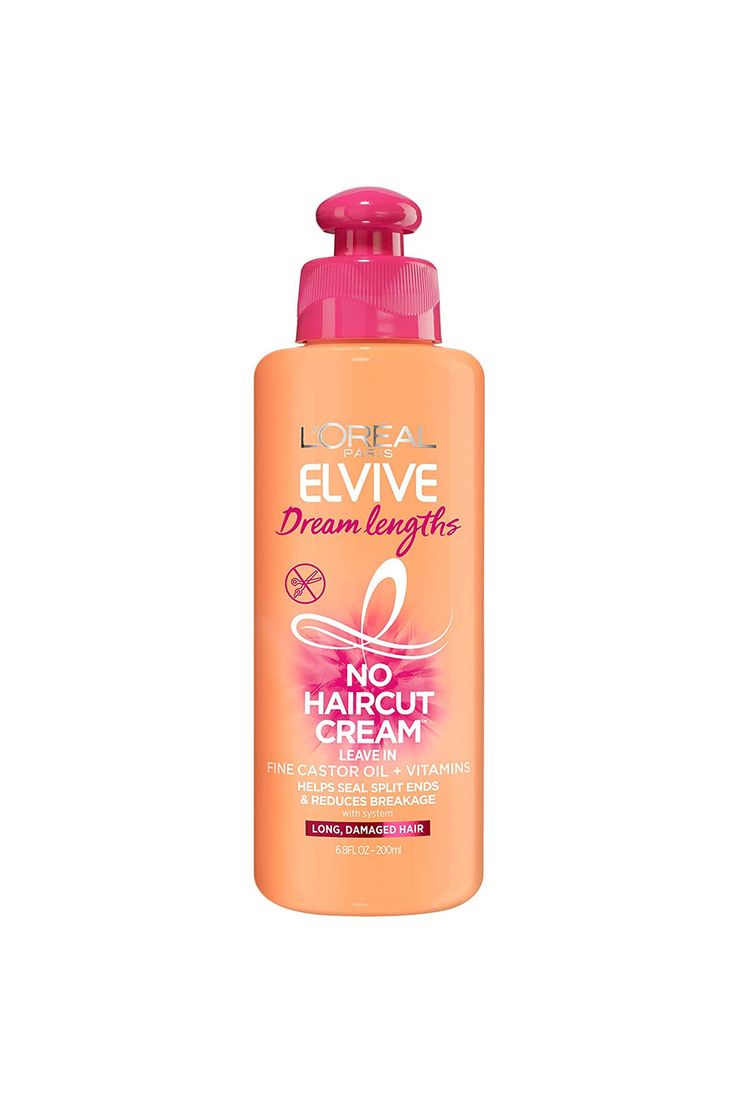 L'ORÉAL
PARIS
ELVIVE
Dream lengths
NO
HAIRCUT
CREAM™
LEAVE IN
FINE CASTOR OIL + VITAMINS
HELPS SEAL SPLIT ENDS
& REDUCES BREAKAGE
with system
LONG, DAMAGED HAIR
6.8FL.OZ-200ml